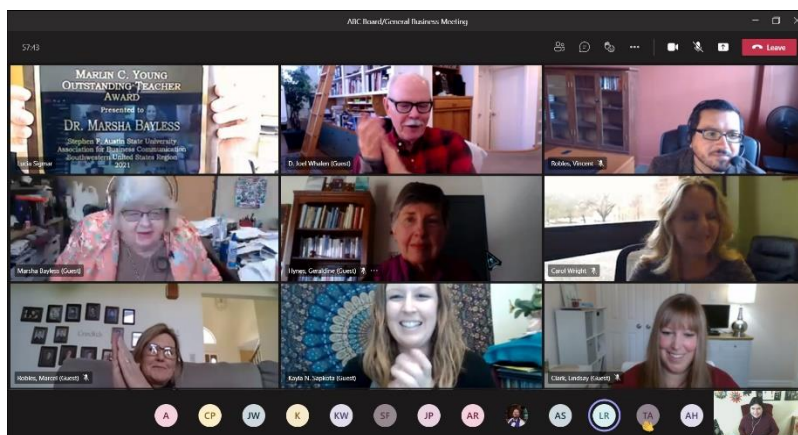 ABC Board/General Business Meeting
57:43
Leave
MARLIN C. YOUNG
OUTSTANDING TEACHER
AWARD
Presented to
DR. MARSHA BAYLESS
Stephen F. Austin State University
Association for Business Communication
Southwestern United States Region
2021
Lucia Sigmar
D. Joel Whalen (Guest)
Robles, Vincent
Marsha Bayless (Guest)
Hynes, Geraldine (Guest)
Carol Wright
Robles, Marcel (Guest)
Kayla N. Sapkota (Guest)
Clark, Lindsay (Guest)
A
CP
JW
K
KW
SF
JP
AR
AS
LR
TA
AH